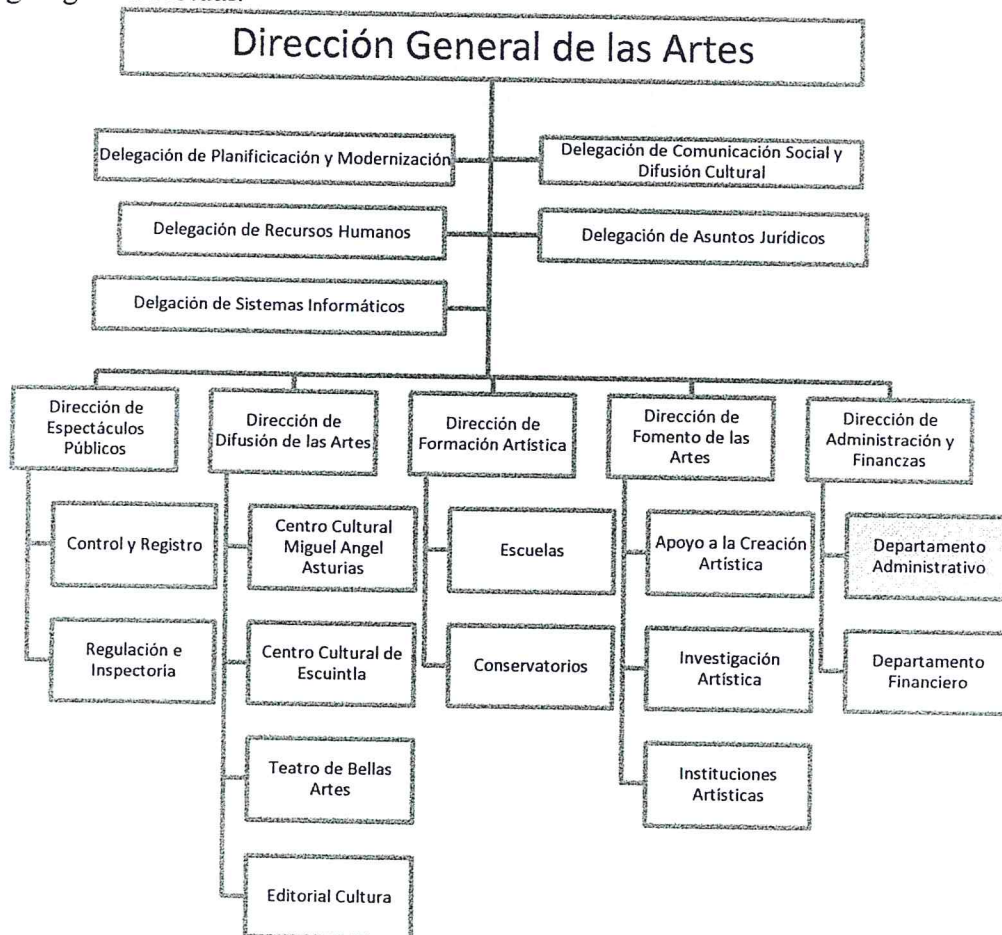 Dirección General de las Artes
Delegación de Planificicación y Modernización
Delegación de Comunicación Social y
Difusión Cultural
Delegación de Recursos Humanos
Delegación de Asuntos Jurídicos
Delgación de Sistemas Informáticos
Dirección de
Espectáculos
Públicos
Dirección de
Difusión de las Artes
Dirección de
Formación Artística
Dirección de
Fomento de las
Artes
Dirección de
Administración y
Financzas
Control y Registro
Regulación e
Inspectoría
Centro Cultural
Miguel Angel
Asturias
Centro Cultural de
Escuintla
Teatro de Bellas
Artes
Editorial Cultura
Escuelas
Conservatorios
Apoyo a la Creación
Artística
Investigación
Artística
Instituciones
Artísticas
Departamento
Administrativo
Departamento
Financiero